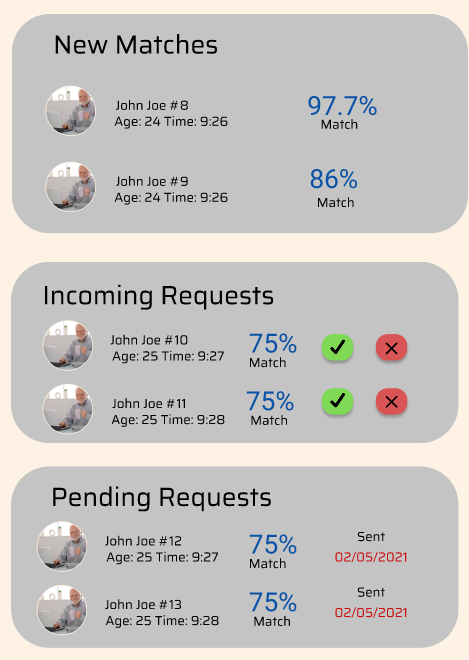 New Matches
John Joe #8
Age: 24 Time: 9:26
97.7%
Match
John Joe #9
Age: 24 Time: 9:26
86%
Match
Incoming Requests
John Joe #10
Age: 25 Time: 9:27
75%
Match
John Joe #11
Age: 25 Time: 9:28
75%
Match
Pending Requests
John Joe #12
Age: 25 Time: 9:27
75%
Match
Sent
02/05/2021
John Joe #13
Age: 25 Time: 9:28
75%
Match
Sent
02/05/2021